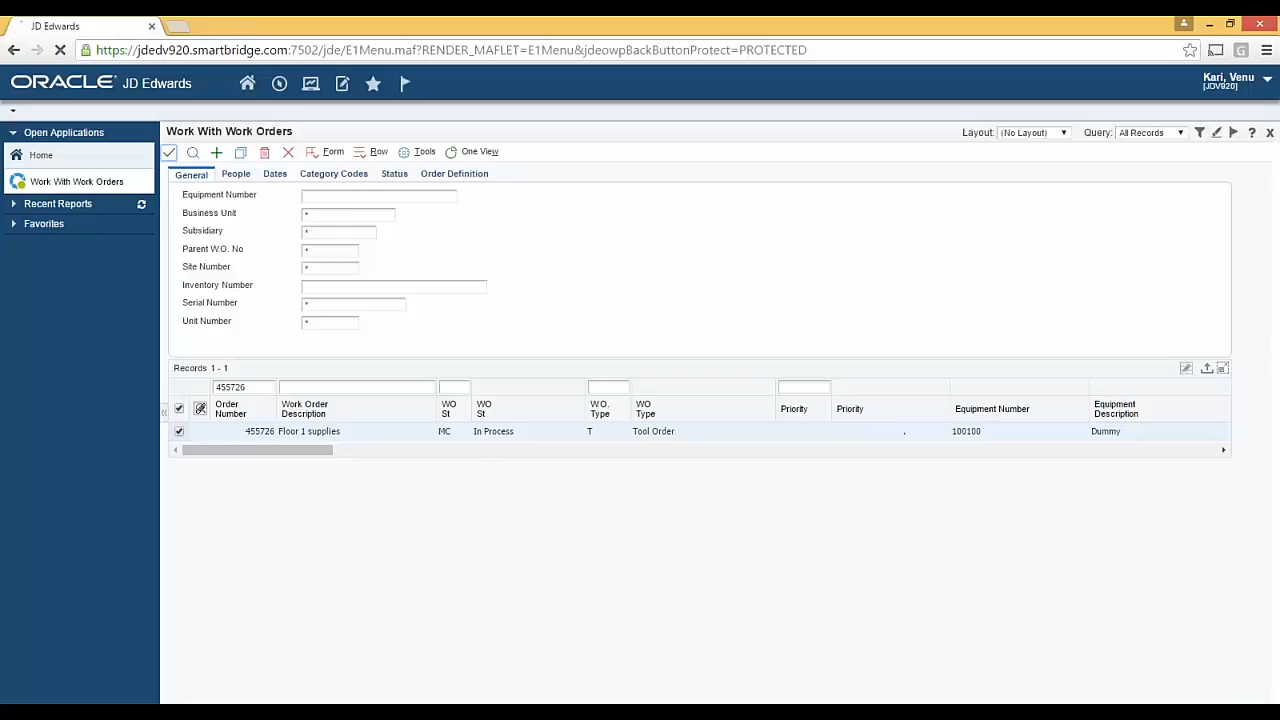 JD Edwards
https://jdedv920.smartbridge.com:7502/jde/E1Menu.maf?RENDER_MAFLET=E1Menu&jdeowpBackButtonProtect=PROTECTED
ORACLE JD Edwards
Kari, Venu
[JDV920]
Open Applications
Home
Work With Work Orders
Recent Reports
Favorites
Work With Work Orders
Layout: (No Layout) Query: All Records
Form Row Tools One View
General People Dates Category Codes Status Order Definition
Equipment Number
Business Unit *
Subsidiary *
Parent W.O. No *
Site Number *
Inventory Number
Serial Number *
Unit Number *
Records 1 - 1
455726
Order Number Work Order Description WO St WO St W.O. Type WO Type Priority Priority Equipment Number Equipment Description
455726 Floor 1 supplies MC In Process T Tool Order . 100100 Dummy